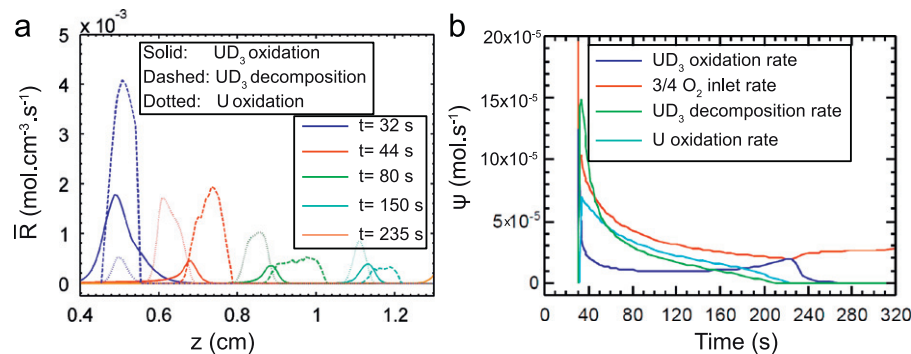 a
x 10⁻³
5
4
3
2
1
0
R̅ (mol.cm⁻³.s⁻¹)
Solid: UD₃ oxidation
Dashed: UD₃ decomposition
Dotted: U oxidation
t= 32 s
t= 44 s
t= 80 s
t= 150 s
t= 235 s
0.4 0.6 0.8 1 1.2
z (cm)
b
20x10⁻⁵
15x10⁻⁵
10x10⁻⁵
5x10⁻⁵
0
Ψ (mol.s⁻¹)
UD₃ oxidation rate
3/4 O₂ inlet rate
UD₃ decomposition rate
U oxidation rate
0 40 80 120 160 200 240 280 320
Time (s)